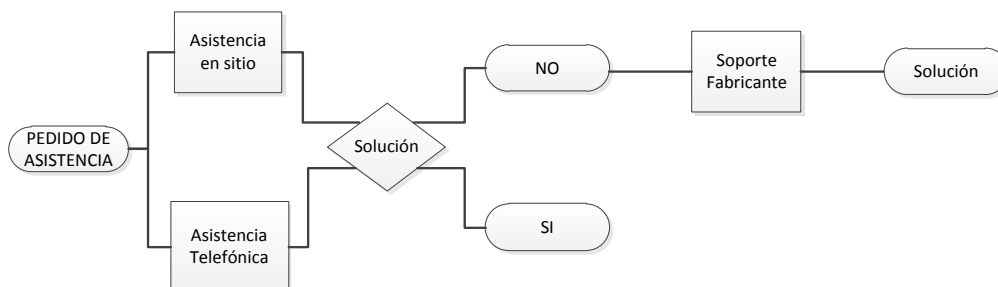 PEDIDO DE
ASISTENCIA
Asistencia
en sitio
Asistencia
Telefónica
Solución
NO
SI
Soporte
Fabricante
Solución